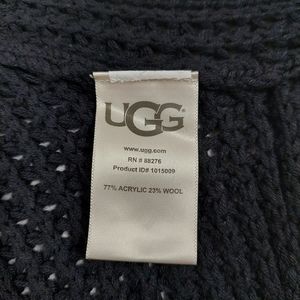 UGG
www.ugg.com
RN # 88276
Product ID# 1015009
77% ACRYLIC 23% WOOL